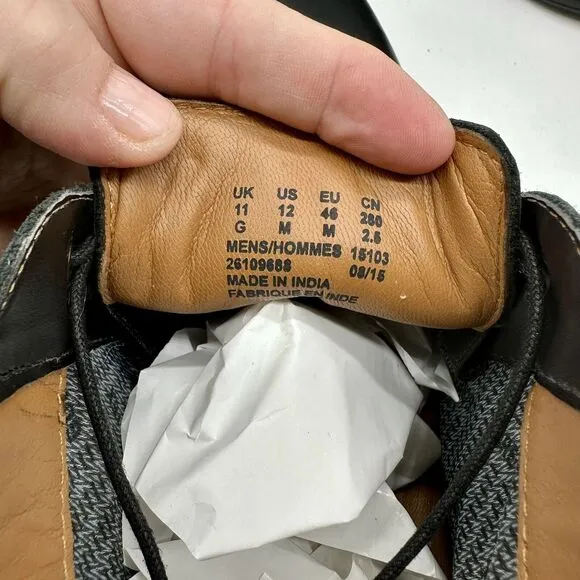 UK US EU CN
11 12 46 280
G M M 2.5
MENS/HOMMES 15103
26109688 08/15
MADE IN INDIA
FABRIQUE EN INDE